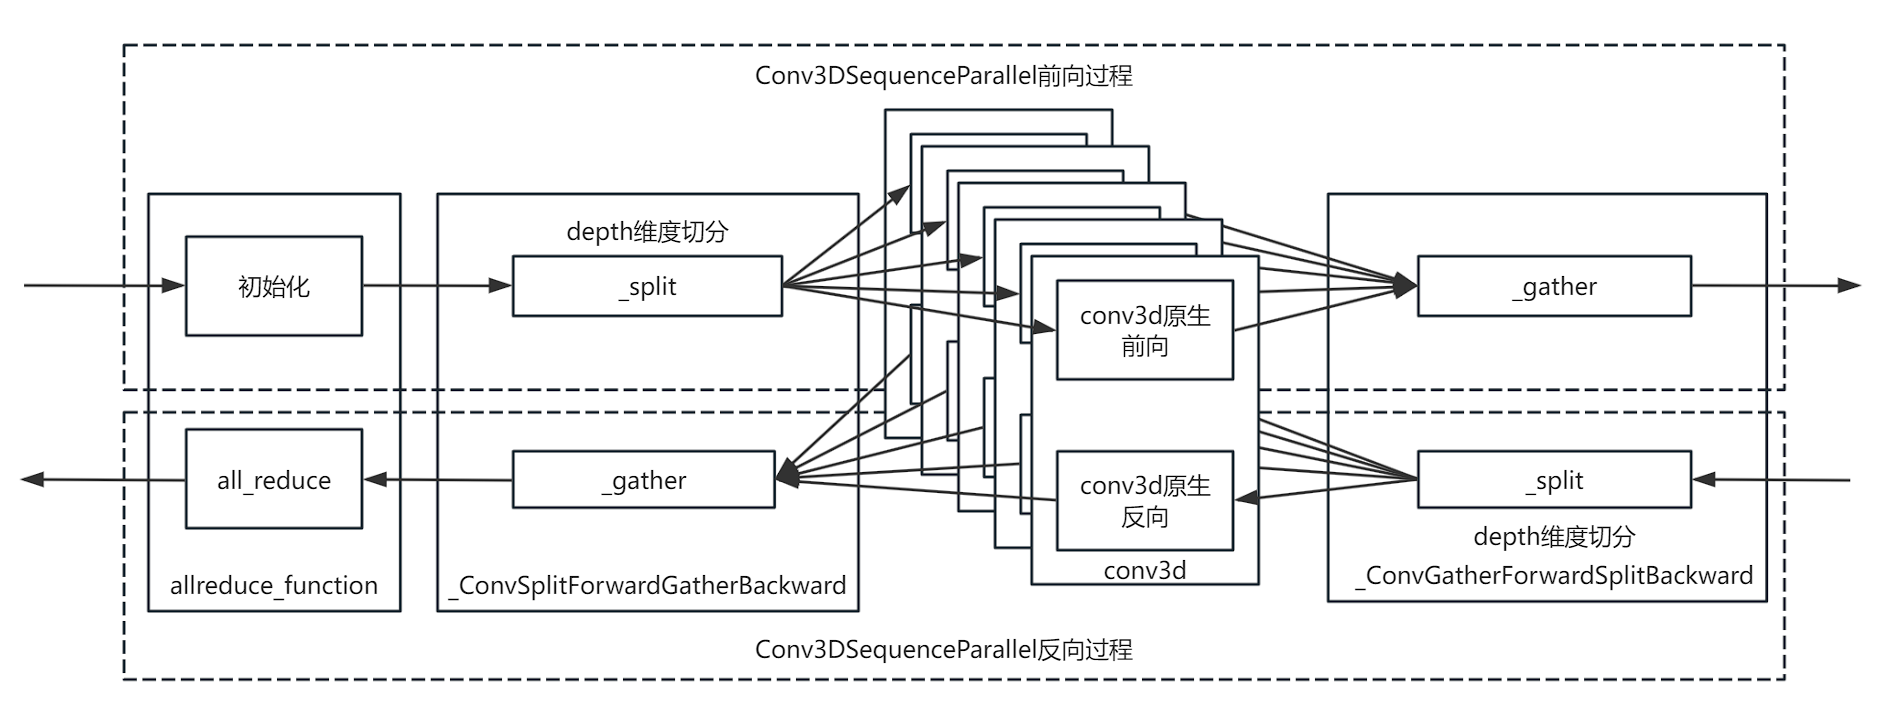 Conv3DSequenceParallel前向过程
初始化
depth维度切分
_split
conv3d原生
前向
_gather
all_reduce
_gather
conv3d原生
反向
_split
depth维度切分
allreduce_function
_ConvSplitForwardGatherBackward
conv3d
_ConvGatherForwardSplitBackward
Conv3DSequenceParallel反向过程